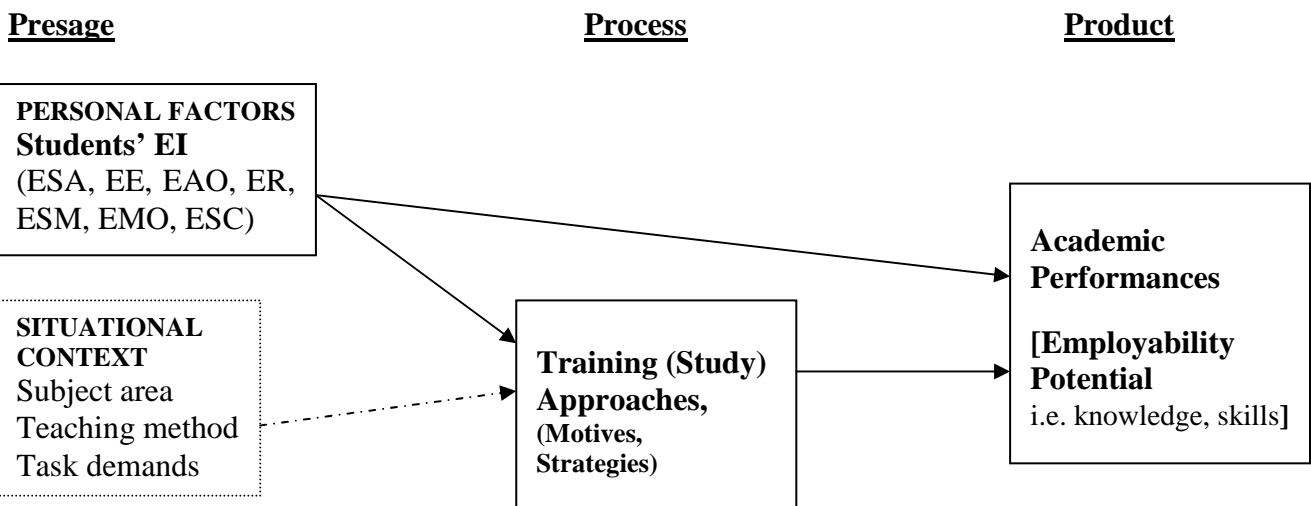 Presage
Process
Product
PERSONAL FACTORS
Students’ EI
(ESA, EE, EAO, ER,
ESM, EMO, ESC)
SITUATIONAL
CONTEXT
Subject area
Teaching method
Task demands
Training (Study)
Approaches,
(Motives,
Strategies)
Academic
Performances
[Employability
Potential
i.e. knowledge, skills]